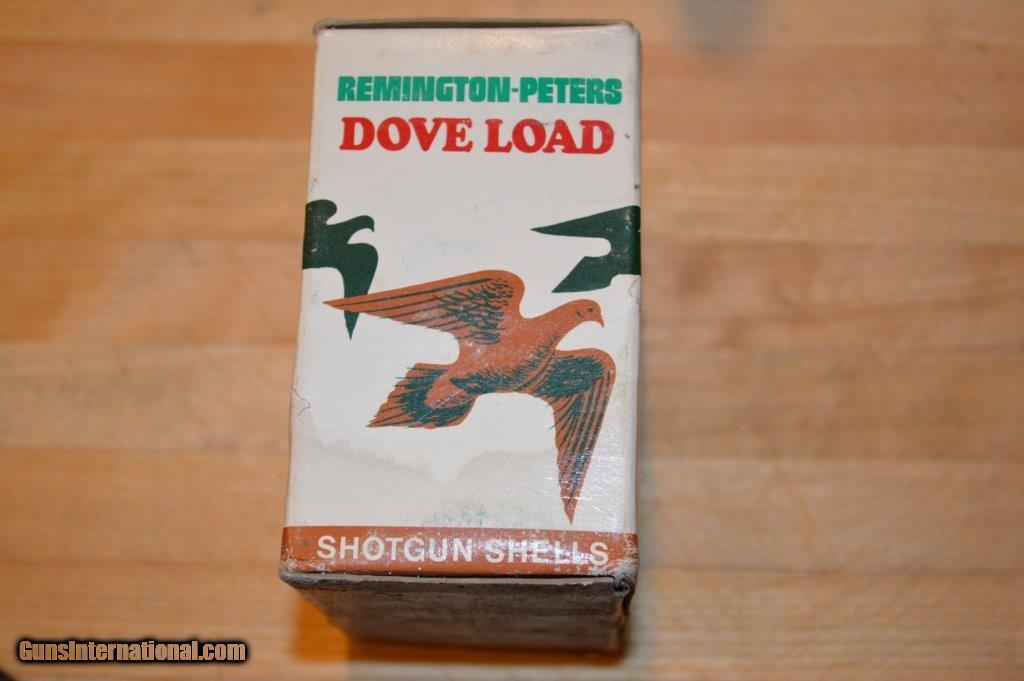 REMINGTON-PETERS
DOVE LOAD
SHOTGUN SHELLS
GunsInternational.com